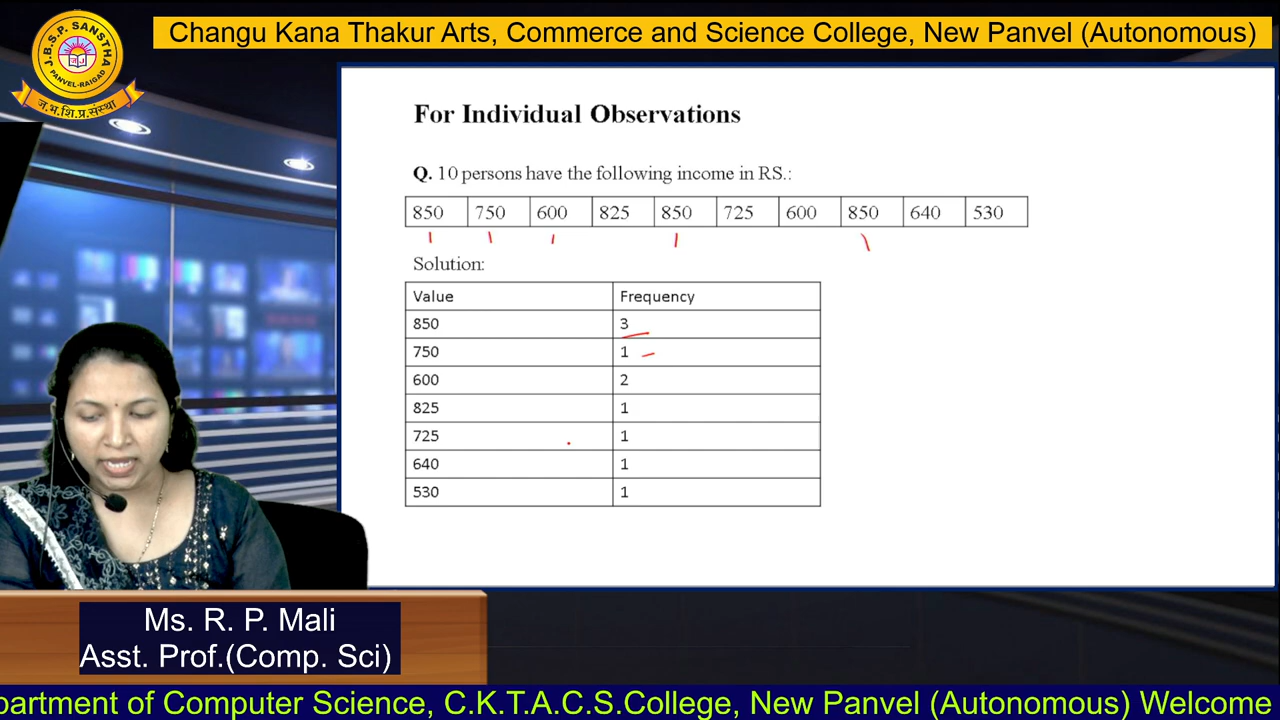 Changu Kana Thakur Arts, Commerce and Science College, New Panvel (Autonomous)
J.B.S.P. SANSTHA
PANVEL-RAIGAD
ज.भ.शि.प्र.संस्था
For Individual Observations
Q. 10 persons have the following income in RS.:
850 750 600 825 850 725 600 850 640 530
Solution:
Value Frequency
850 3
750 1
600 2
825 1
725 1
640 1
530 1
Ms. R. P. Mali
Asst. Prof.(Comp. Sci)
partment of Computer Science, C.K.T.A.C.S.College, New Panvel (Autonomous) Welcome